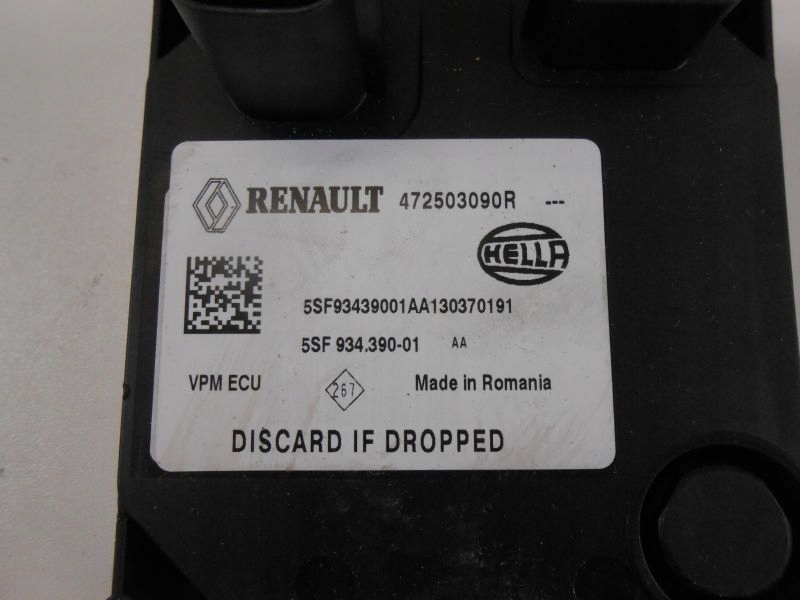 RENAULT 472503090R ---
HELLA
5SF93439001AA130370191
5SF 934.390-01 AA
VPM ECU 267 Made in Romania
DISCARD IF DROPPED